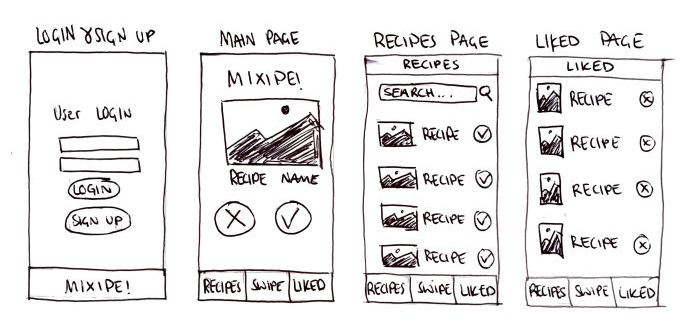 LOGIN & SIGN UP
User LOGIN
LOGIN
SIGN UP
MIXIPE!
MAIN PAGE
MIXIPE!
RECIPE NAME
RECIPES SWIPE LIKED
RECIPES PAGE
RECIPES
SEARCH...
RECIPE
RECIPE
RECIPE
RECIPE
RECIPES SWIPE LIKED
LIKED PAGE
LIKED
RECIPE
RECIPE
RECIPE
RECIPE
RECIPES SWIPE LIKED